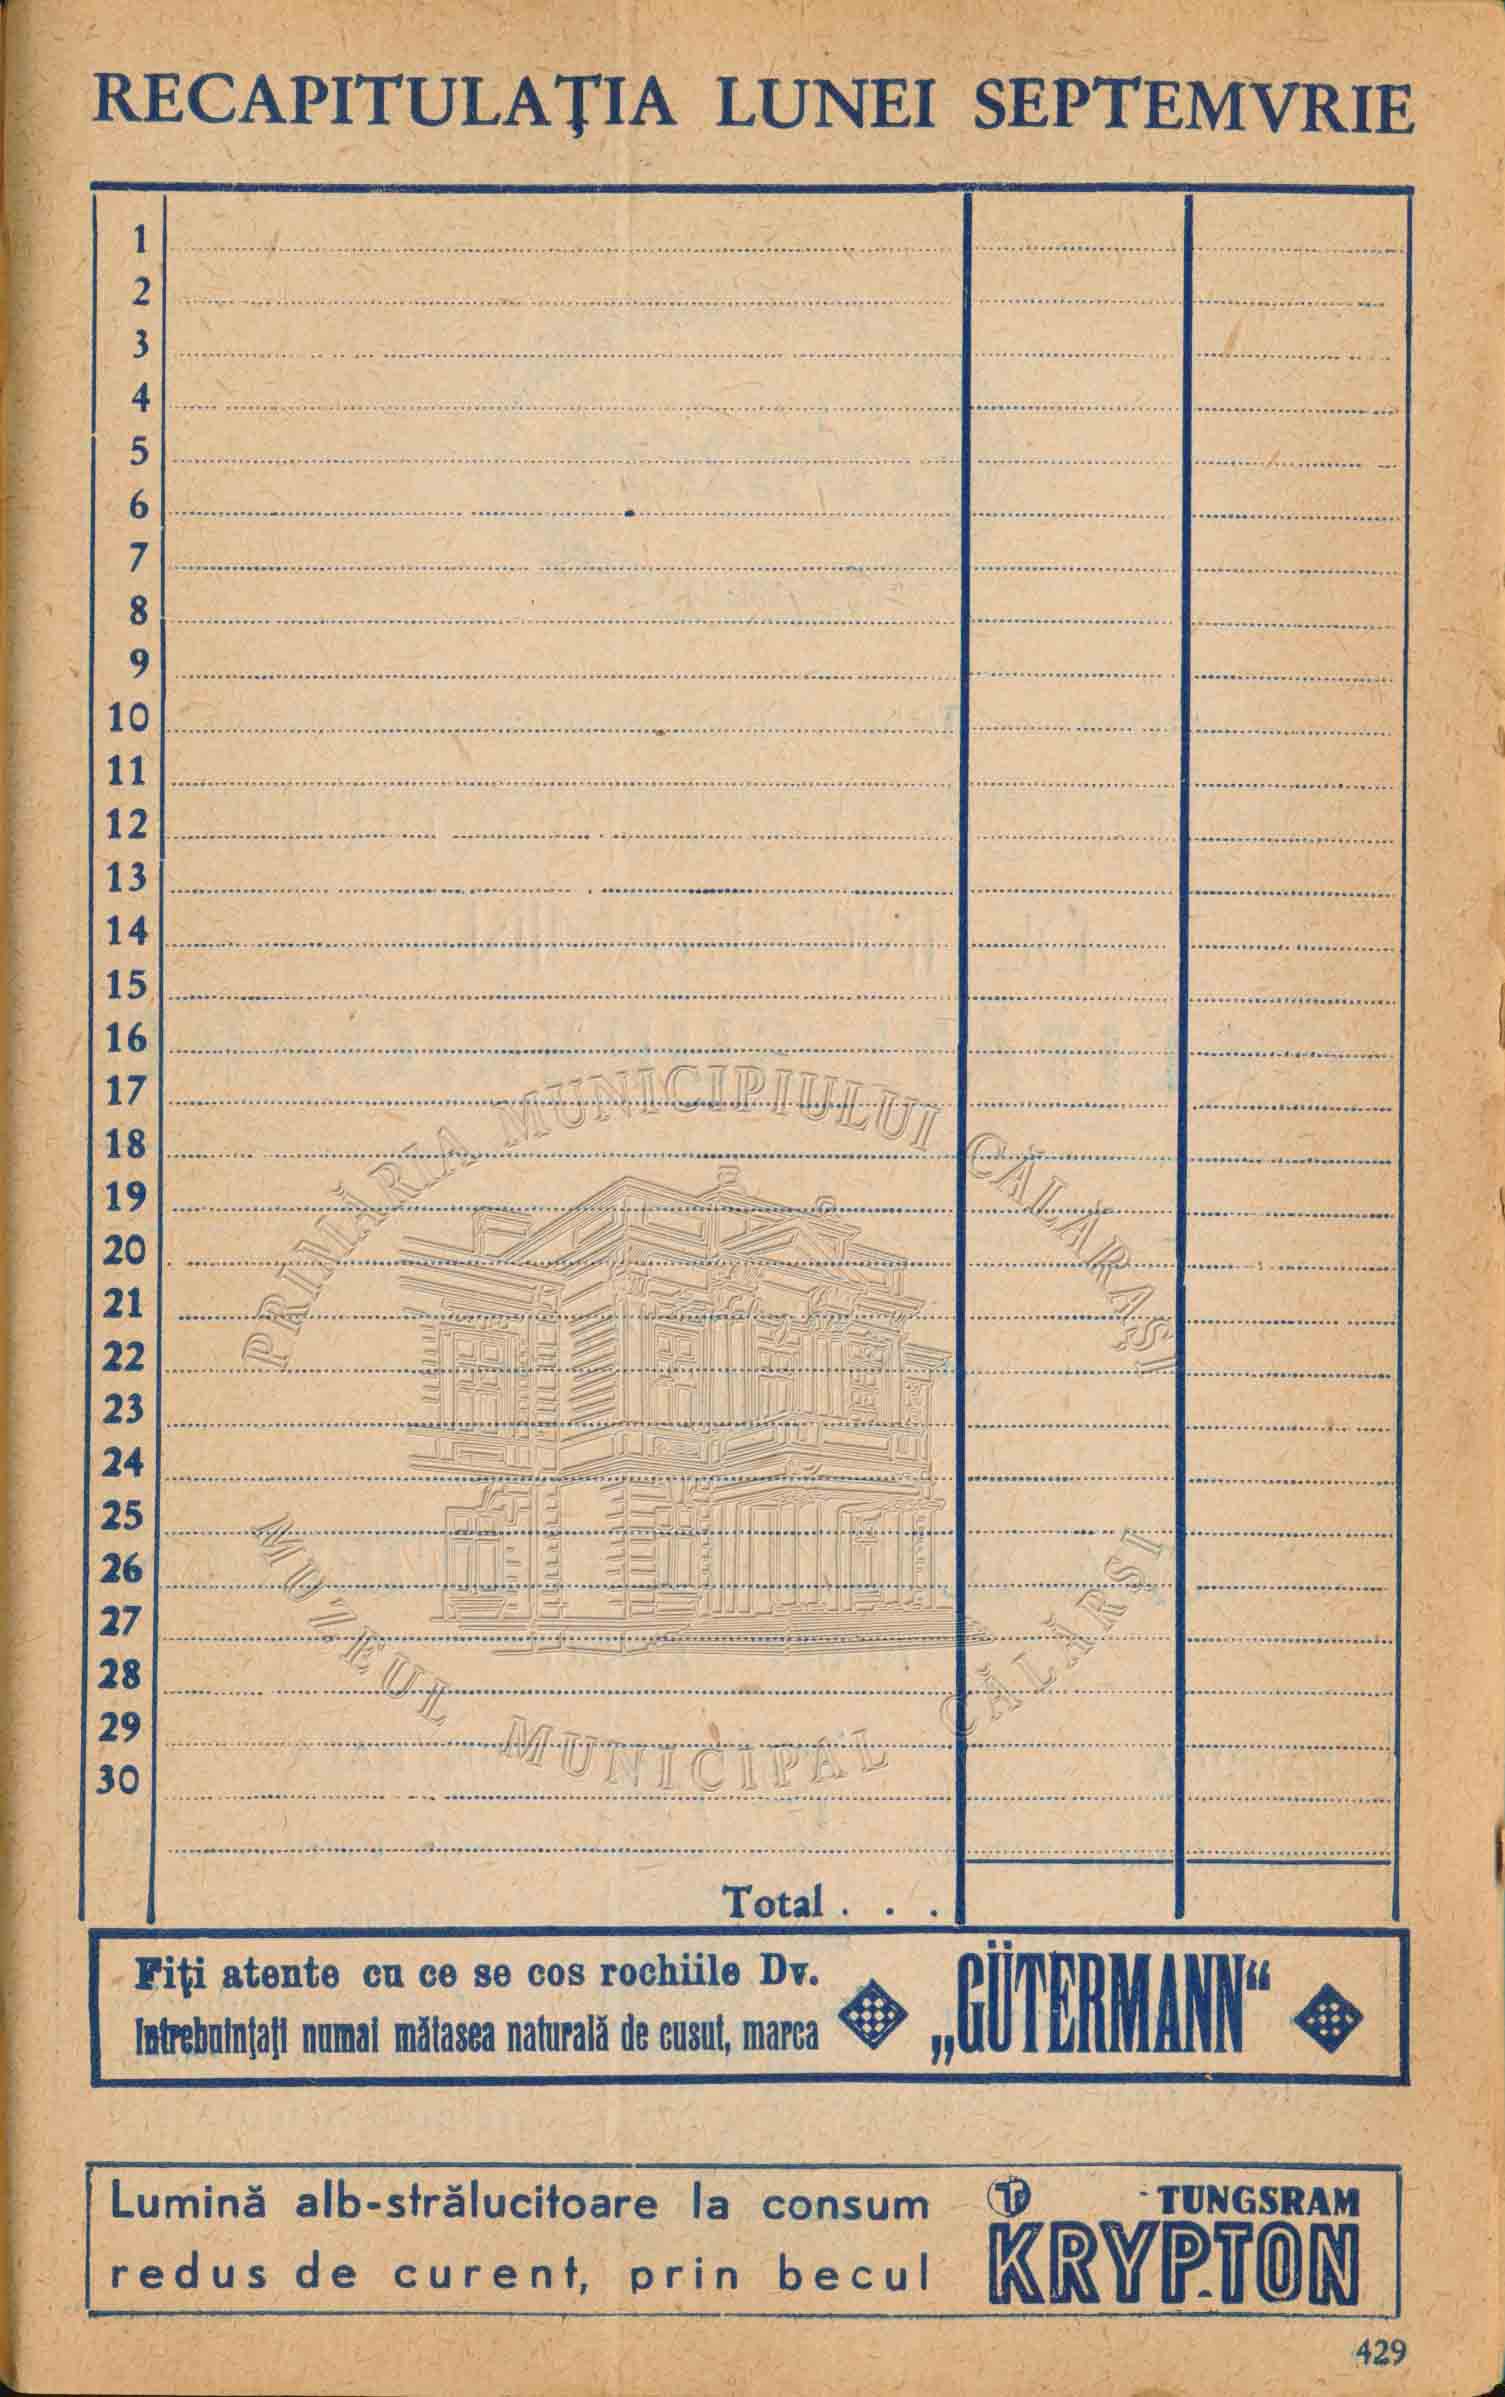 RECAPITULAŢIA LUNEI SEPTEMVRIE
1
2
3
4
5
6
7
8
9
10
11
12
13
14
15
16
17
18
19
20
21
22
23
24
25
26
27
28
29
30
PRIMĂRIA MUNICIPIULUI CĂLĂRAȘI
MUZEUL MUNICIPAL CĂLĂRSI
Total . . .
Fiţi atente cu ce se cos rochiile Dv.
Intrebuinţaţi numai mătasea naturală de cusut, marca
„GÜTERMANN“
Lumină alb-strălucitoare la consum
redus de curent, prin becul
TUNGSRAM
KRYPTON
429